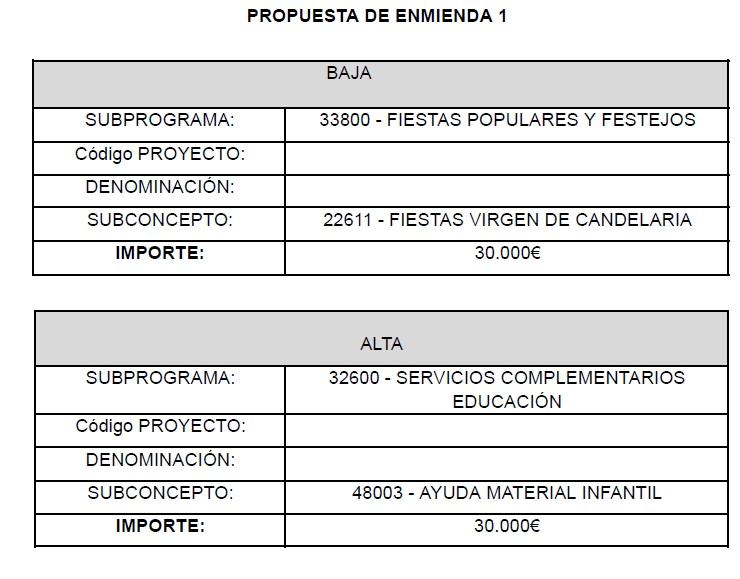 PROPUESTA DE ENMIENDA 1
BAJA
SUBPROGRAMA: 33800 - FIESTAS POPULARES Y FESTEJOS
Código PROYECTO:
DENOMINACIÓN:
SUBCONCEPTO: 22611 - FIESTAS VIRGEN DE CANDELARIA
IMPORTE: 30.000€
ALTA
SUBPROGRAMA: 32600 - SERVICIOS COMPLEMENTARIOS
EDUCACIÓN
Código PROYECTO:
DENOMINACIÓN:
SUBCONCEPTO: 48003 - AYUDA MATERIAL INFANTIL
IMPORTE: 30.000€